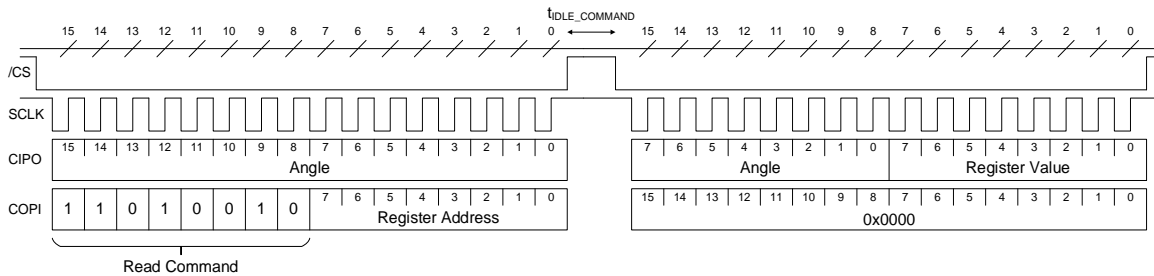 tIDLE_COMMAND
15 14 13 12 11 10 9 8 7 6 5 4 3 2 1 0 15 14 13 12 11 10 9 8 7 6 5 4 3 2 1 0
/CS
SCLK
CIPO 15 14 13 12 11 10 9 8 7 6 5 4 3 2 1 0 7 6 5 4 3 2 1 0 7 6 5 4 3 2 1 0
Angle Angle Register Value
COPI 1 1 0 1 0 0 1 0 7 6 5 4 3 2 1 0 15 14 13 12 11 10 9 8 7 6 5 4 3 2 1 0
Register Address 0x0000
Read Command